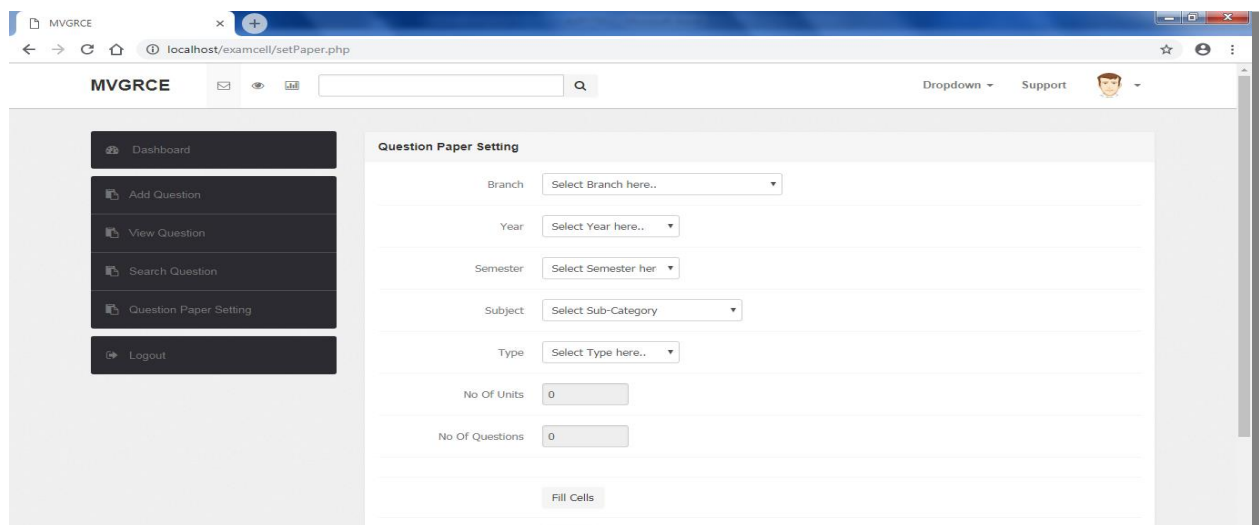 MVGRCE
localhost/examcell/setPaper.php
MVGRCE Dropdown Support
Dashboard
Add Question
View Question
Search Question
Question Paper Setting
Logout
Question Paper Setting
Branch Select Branch here..
Year Select Year here..
Semester Select Semester her
Subject Select Sub-Category
Type Select Type here..
No Of Units 0
No Of Questions 0
Fill Cells